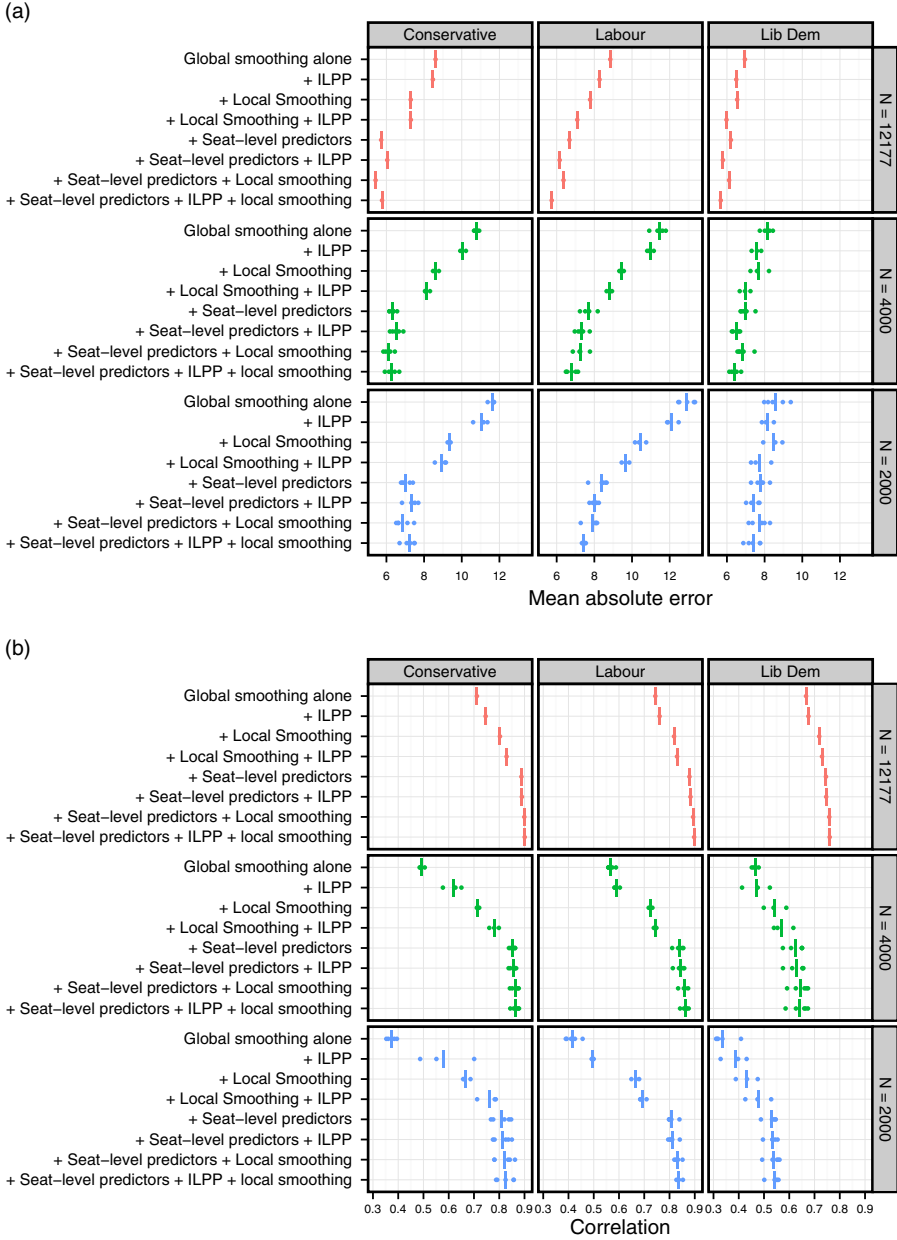 (a)
Conservative Labour Lib Dem
Global smoothing alone
+ ILPP
+ Local Smoothing
+ Local Smoothing + ILPP
+ Seat−level predictors
+ Seat−level predictors + ILPP
+ Seat−level predictors + Local smoothing
+ Seat−level predictors + ILPP + local smoothing
N = 12177
Global smoothing alone
+ ILPP
+ Local Smoothing
+ Local Smoothing + ILPP
+ Seat−level predictors
+ Seat−level predictors + ILPP
+ Seat−level predictors + Local smoothing
+ Seat−level predictors + ILPP + local smoothing
N = 4000
Global smoothing alone
+ ILPP
+ Local Smoothing
+ Local Smoothing + ILPP
+ Seat−level predictors
+ Seat−level predictors + ILPP
+ Seat−level predictors + Local smoothing
+ Seat−level predictors + ILPP + local smoothing
N = 2000
6 8 10 12 6 8 10 12 6 8 10 12
Mean absolute error
(b)
Conservative Labour Lib Dem
Global smoothing alone
+ ILPP
+ Local Smoothing
+ Local Smoothing + ILPP
+ Seat−level predictors
+ Seat−level predictors + ILPP
+ Seat−level predictors + Local smoothing
+ Seat−level predictors + ILPP + local smoothing
N = 12177
Global smoothing alone
+ ILPP
+ Local Smoothing
+ Local Smoothing + ILPP
+ Seat−level predictors
+ Seat−level predictors + ILPP
+ Seat−level predictors + Local smoothing
+ Seat−level predictors + ILPP + local smoothing
N = 4000
Global smoothing alone
+ ILPP
+ Local Smoothing
+ Local Smoothing + ILPP
+ Seat−level predictors
+ Seat−level predictors + ILPP
+ Seat−level predictors + Local smoothing
+ Seat−level predictors + ILPP + local smoothing
N = 2000
0.3 0.4 0.5 0.6 0.7 0.8 0.9 0.3 0.4 0.5 0.6 0.7 0.8 0.9 0.3 0.4 0.5 0.6 0.7 0.8 0.9
Correlation